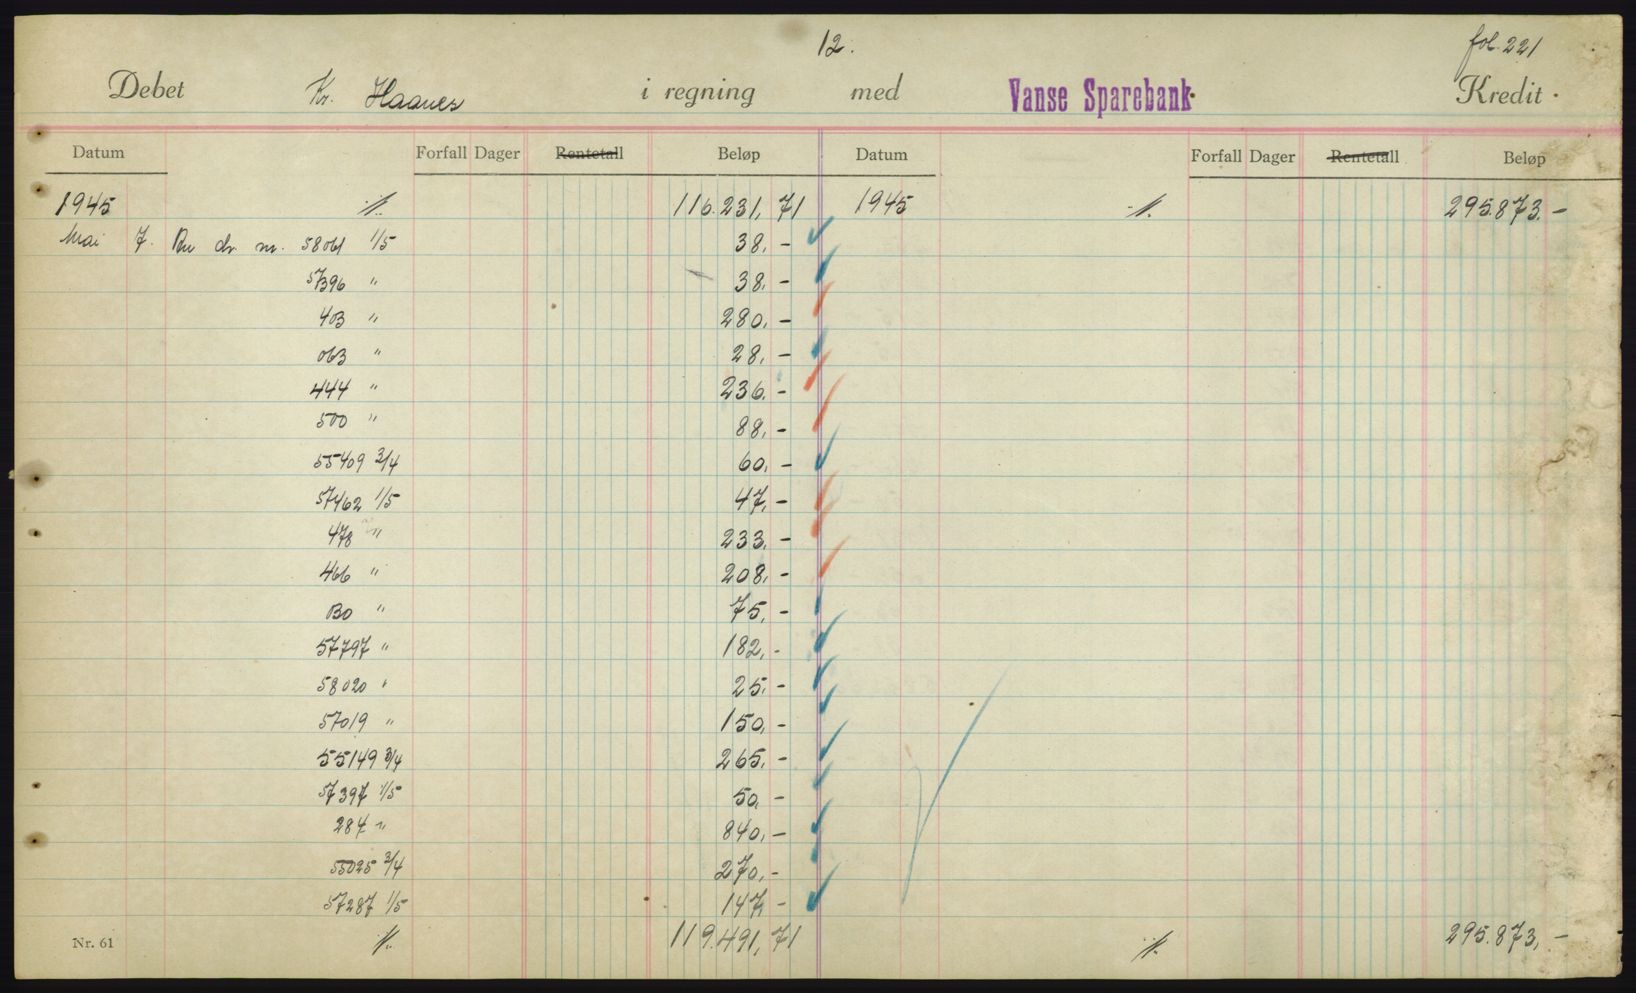 12. fol. 221
Debet Kr. Haanes i regning med Vanse Sparebank Kredit
Datum Forfall Dager Rentetall Beløp Datum Forfall Dager Rentetall Beløp
1945 116.231,71 1945 295.873.-
Mai 7. nr. 58061 1/5 38.-
57396 " 38.-
403 " 280.-
063 " 28.-
444 " 236.-
500 " 88.-
55409 3/4 60.-
57462 1/5 47.-
478 " 233.-
466 " 208.-
" 75.-
57797 " 182.-
58020 " 25.-
57019 " 150.-
55149 3/4 265.-
57397 1/5 50.-
287 " 840.-
55025 3/4 270.-
57287 1/5 147.-
Nr. 61 119.491,71 295.873,-